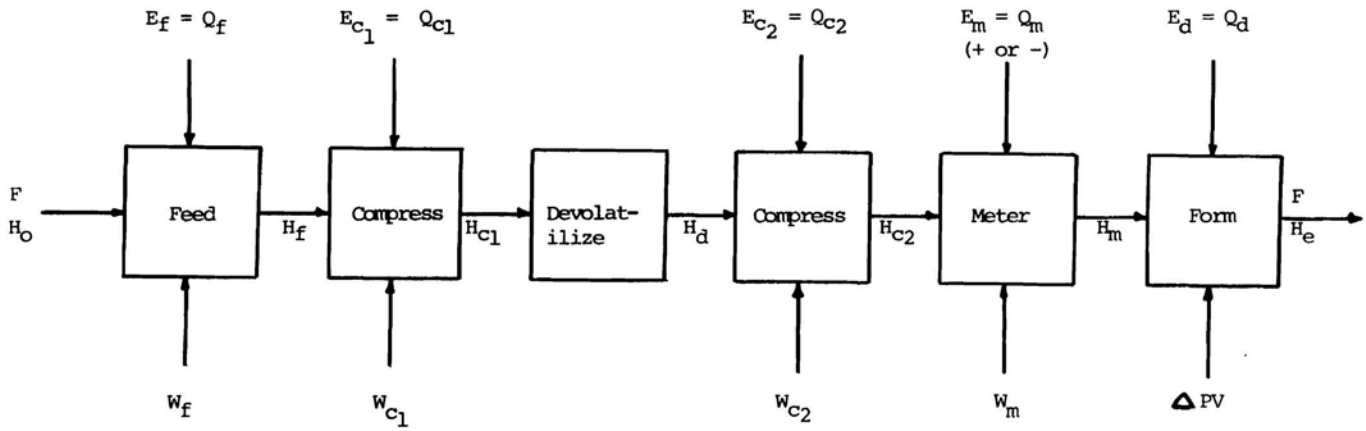 E_f = Q_f
E_c1 = Q_c1
E_c2 = Q_c2
E_m = Q_m
(+ or -)
E_d = Q_d
F
H_o
Feed
H_f
Compress
H_c1
Devolat-
ilize
H_d
Compress
H_c2
Meter
H_m
Form
F
H_e
W_f
W_c1
W_c2
W_m
Δ PV